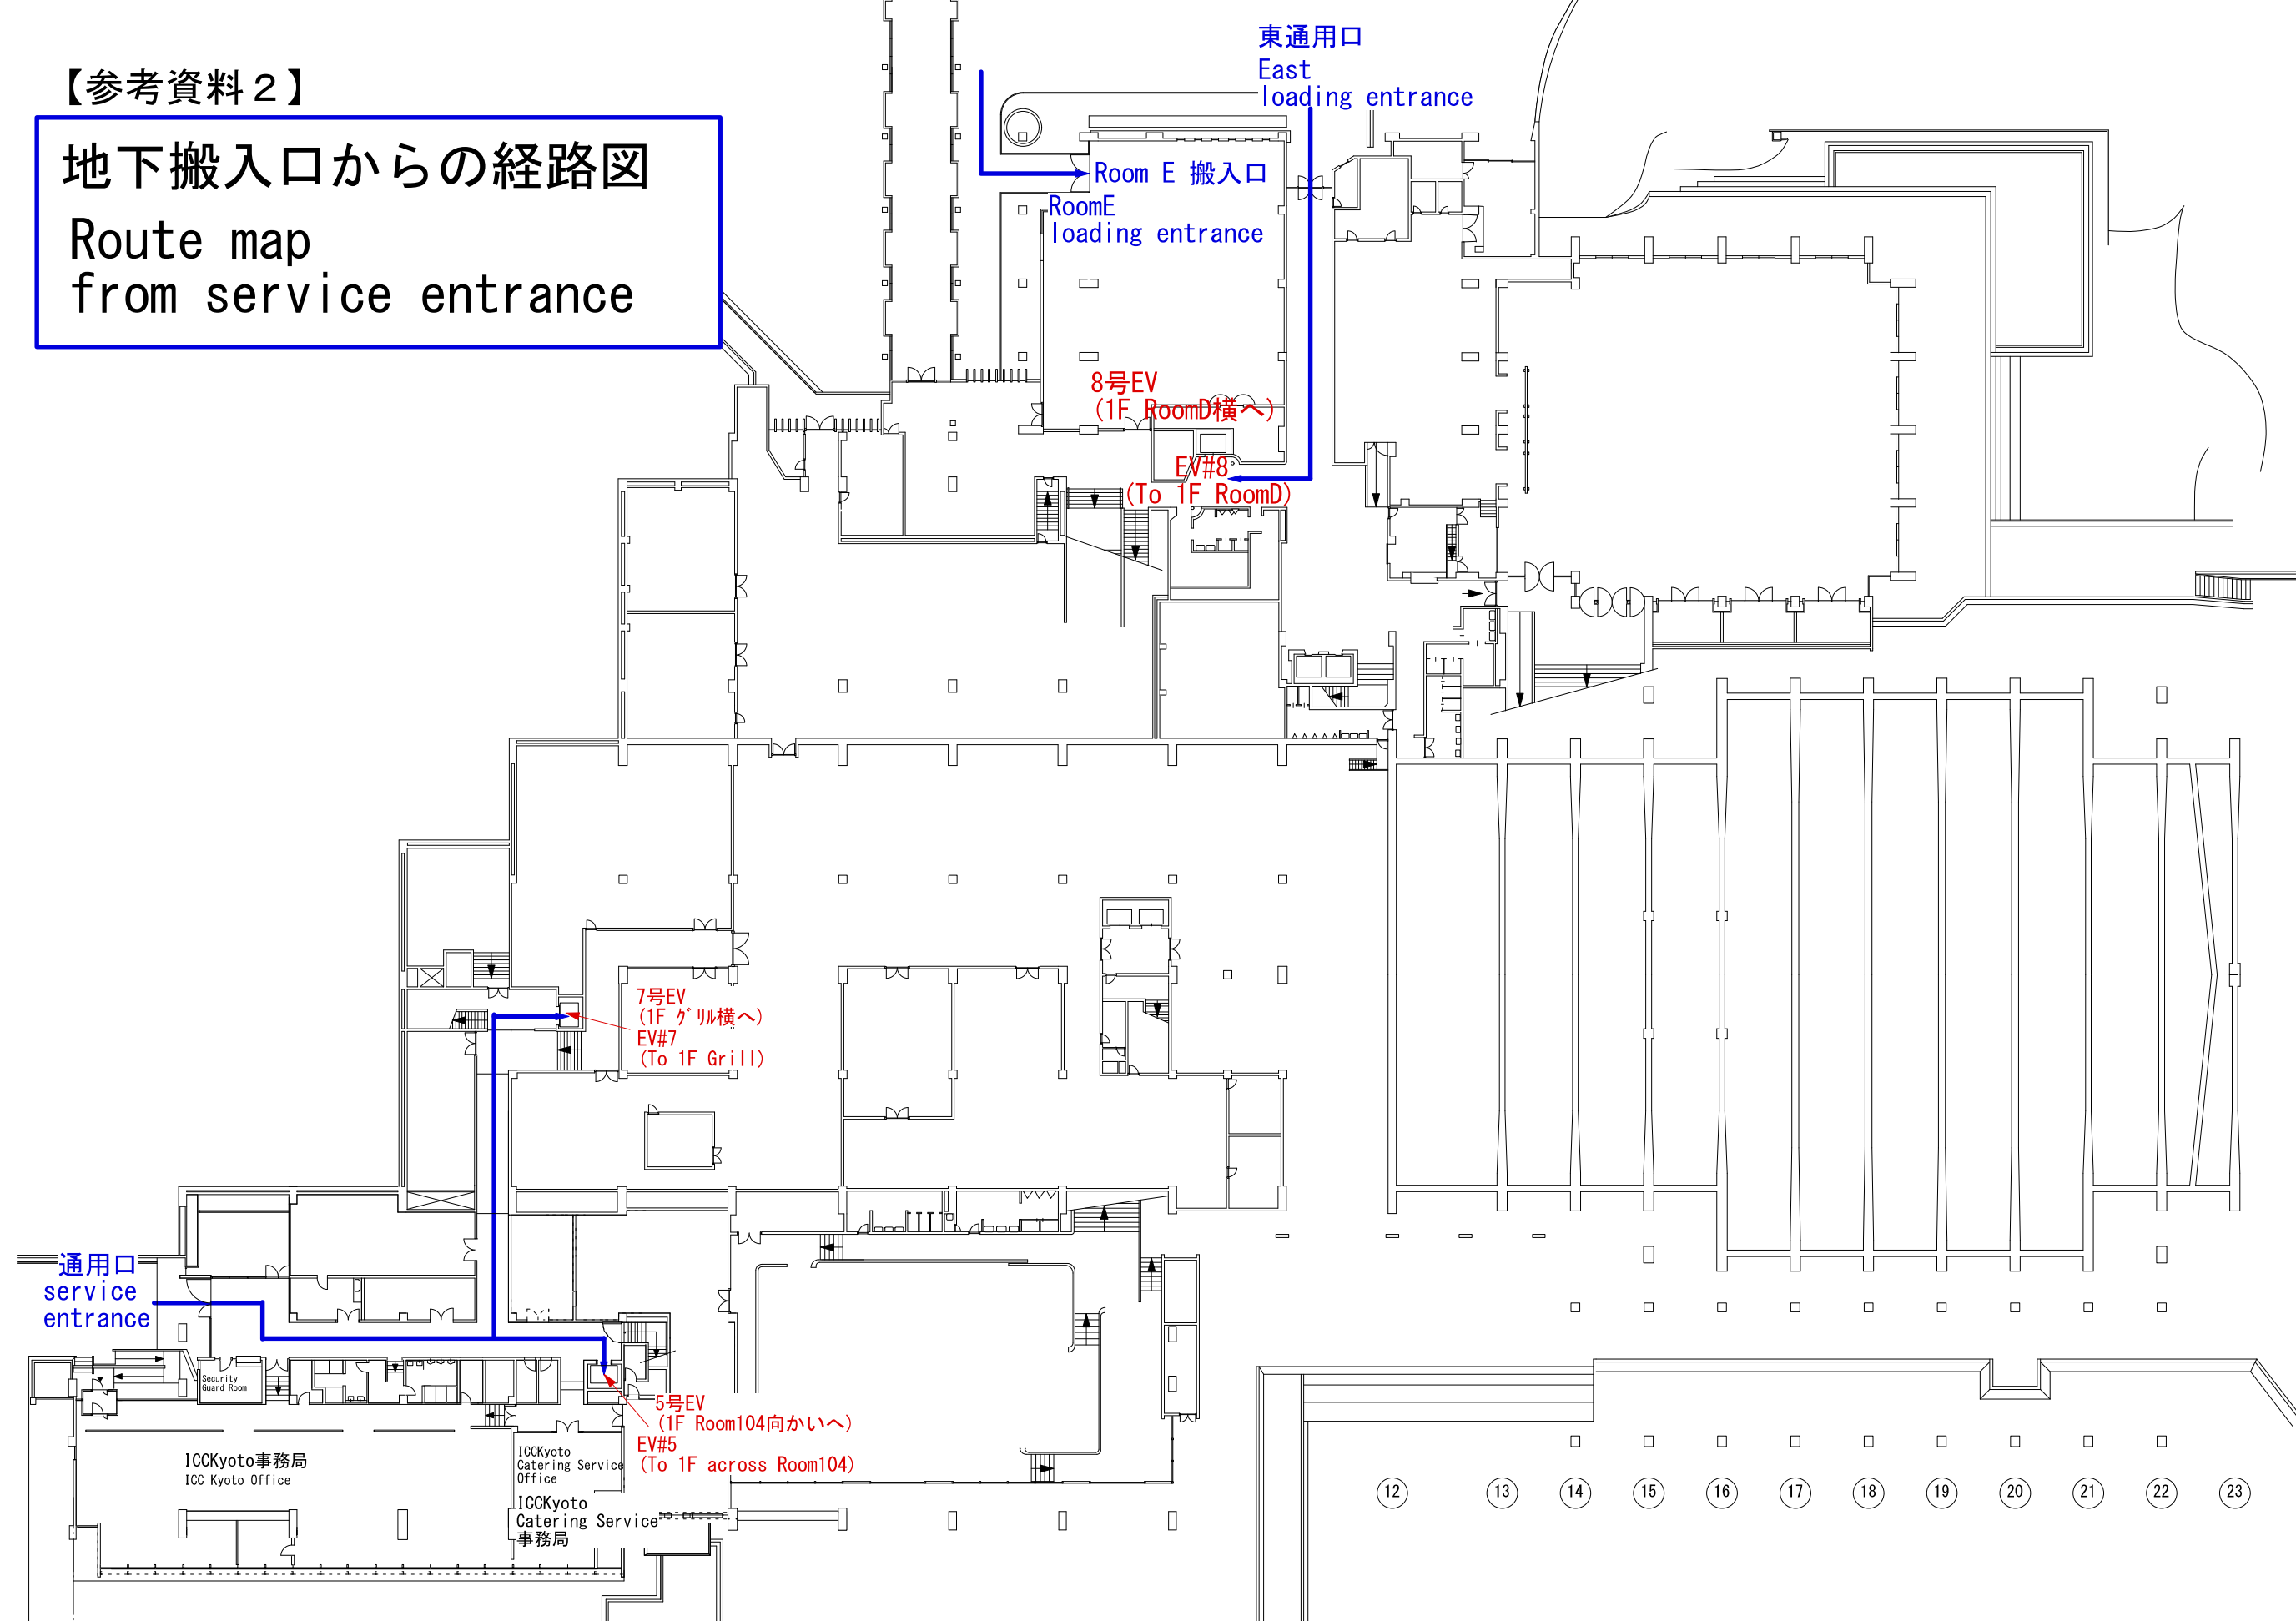 【参考資料２】
地下搬入口からの経路図
Route map
from service entrance
東通用口
East
loading entrance
Room E 搬入口
RoomE
loading entrance
8号EV
(1F RoomD横へ)
EV#8
(To 1F RoomD)
7号EV
(1F ｸﾞﾘﾙ横へ)
EV#7
(To 1F Grill)
通用口
service
entrance
Security
Guard Room
5号EV
(1F Room104向かいへ)
EV#5
(To 1F across Room104)
ICCKyoto事務局
ICC Kyoto Office
ICCKyoto
Catering Service
Office
ICCKyoto
Catering Service
事務局
12 13 14 15 16 17 18 19 20 21 22 23